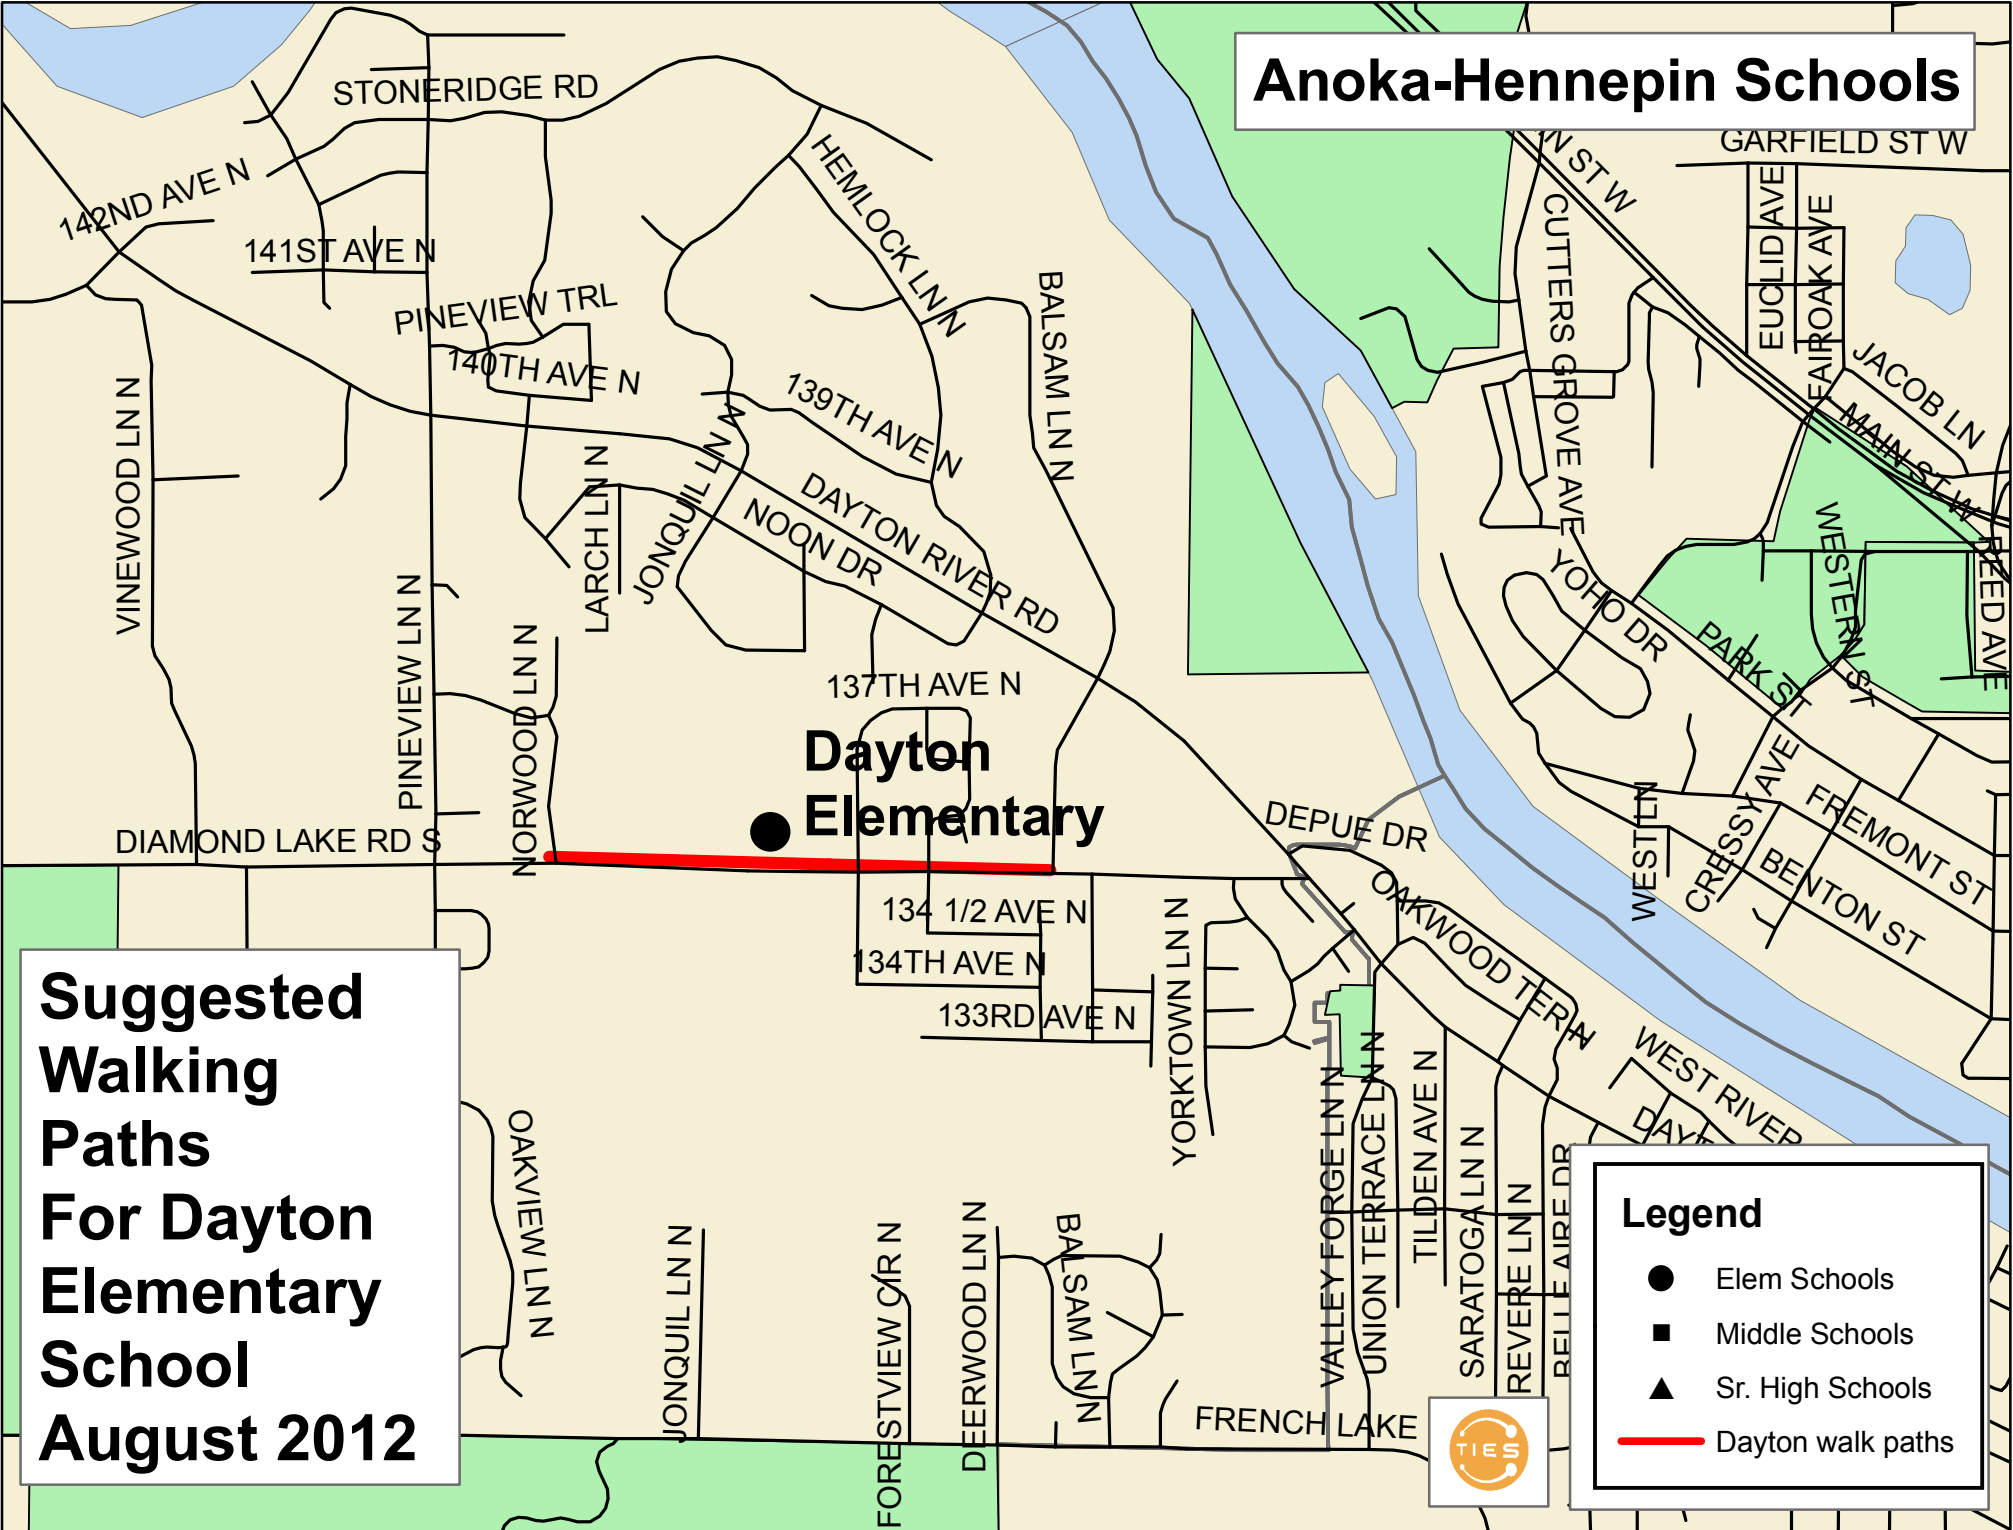 Anoka-Hennepin Schools
STONERIDGE RD
GARFIELD ST W
N ST W
142ND AVE N
141ST AVE N
HEMLOCK LN N
CUTTERS GROVE AVE
EUCLID AVE
FAIROAK AVE
PINEVIEW TRL
140TH AVE N
BALSAM LN N
JACOB LN
139TH AVE N
MAIN ST W
VINEWOOD LN N
LARCH LN N
JONQUIL LN N
DAYTON RIVER RD
NOON DR
WESTERN ST
REED AVE
YOHO DR
PARK ST
PINEVIEW LN N
NORWOOD LN N
137TH AVE N
Dayton
Elementary
DIAMOND LAKE RD S
DEPUE DR
WEST LN
CRESSY AVE
FREMONT ST
BENTON ST
134 1/2 AVE N
134TH AVE N
133RD AVE N
YORKTOWN LN N
OAKWOOD TER N
WEST RIVER
DAYT
Suggested
Walking
Paths
For Dayton
Elementary
School
August 2012
OAKVIEW LN N
JONQUIL LN N
FORESTVIEW CIR N
DEERWOOD LN N
BALSAM LN N
VALLEY FORGE LN N
UNION TERRACE LN N
TILDEN AVE N
SARATOGA LN N
REVERE LN N
BELLE AIRE DR
FRENCH LAKE
TIES
Legend
Elem Schools
Middle Schools
Sr. High Schools
Dayton walk paths